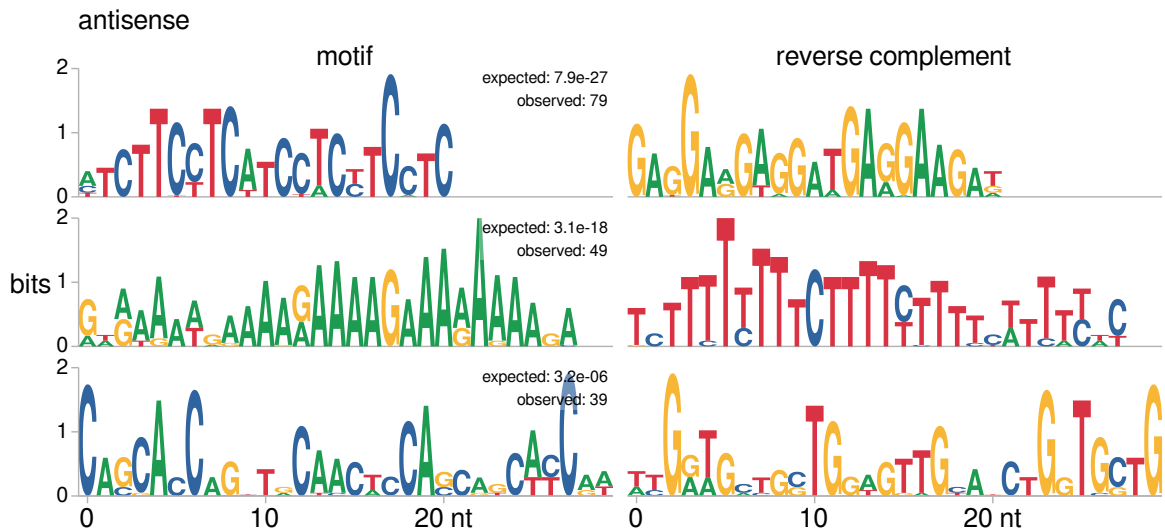 antisense
motif
reverse complement
2
expected: 7.9e-27
observed: 79
1
0
2
expected: 3.1e-18
observed: 49
bits
1
0
2
expected: 3.2e-06
observed: 39
1
0
0
10
20 nt
0
10
20 nt